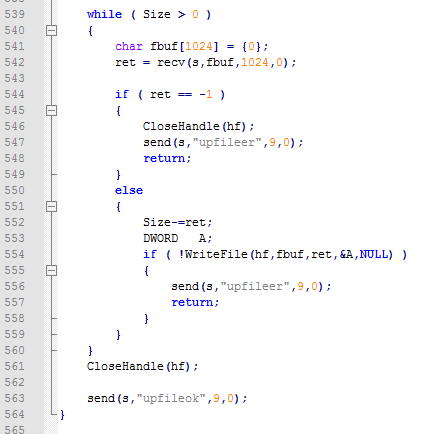 539 while ( Size > 0 )
540 {
541 char fbuf[1024] = {0};
542 ret = recv(s,fbuf,1024,0);
543
544 if ( ret == -1 )
545 {
546 CloseHandle(hf);
547 send(s,"upfileer",9,0);
548 return;
549 }
550 else
551 {
552 Size-=ret;
553 DWORD A;
554 if ( !WriteFile(hf,fbuf,ret,&A,NULL) )
555 {
556 send(s,"upfileer",9,0);
557 return;
558 }
559 }
560 }
561 CloseHandle(hf);
562
563 send(s,"upfileok",9,0);
564 }
565